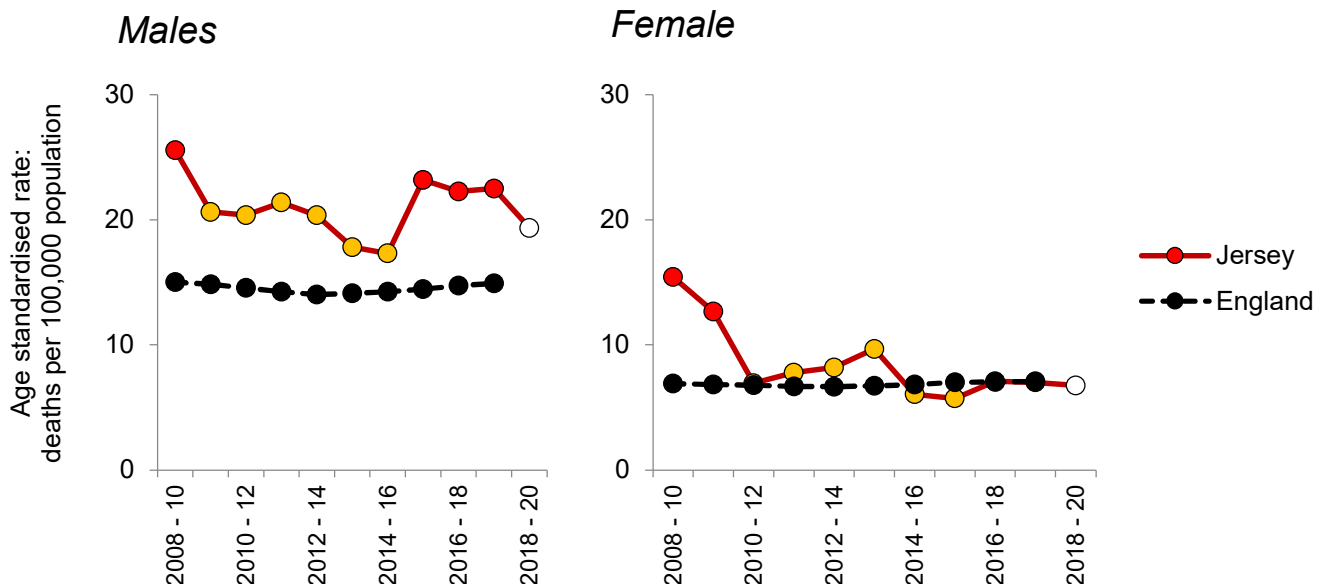 Males
Female
Age standardised rate:
deaths per 100,000 population
30
20
10
0
2008 - 10
2010 - 12
2012 - 14
2014 - 16
2016 - 18
2018 - 20
30
20
10
0
2008 - 10
2010 - 12
2012 - 14
2014 - 16
2016 - 18
2018 - 20
Jersey
England